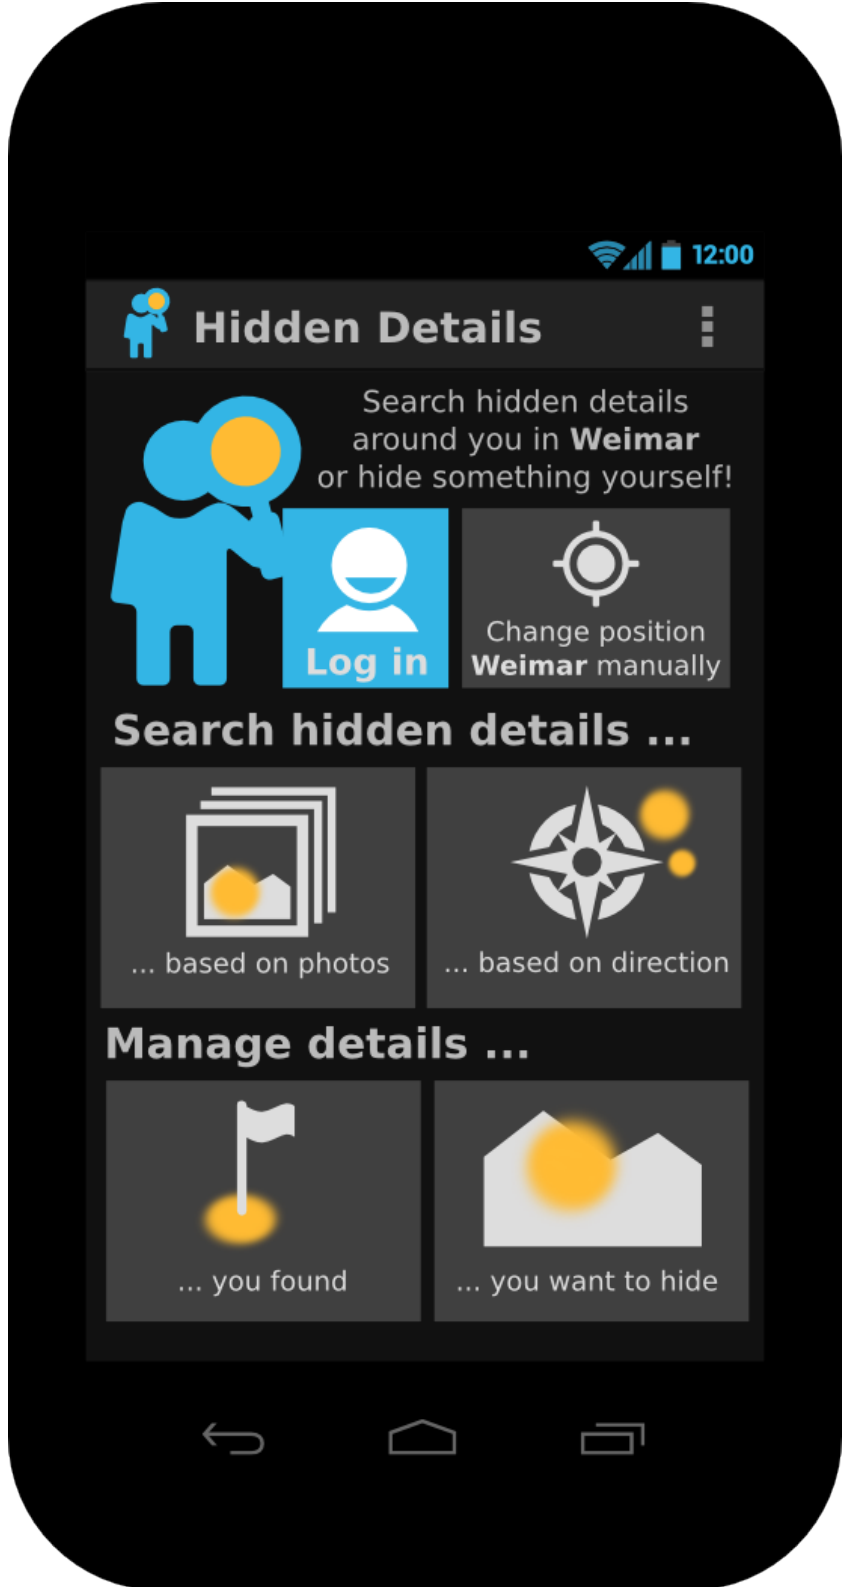 12:00
Hidden Details
Search hidden details
around you in Weimar
or hide something yourself!
Log in
Change position
Weimar manually
Search hidden details ...
... based on photos
... based on direction
Manage details ...
... you found
... you want to hide